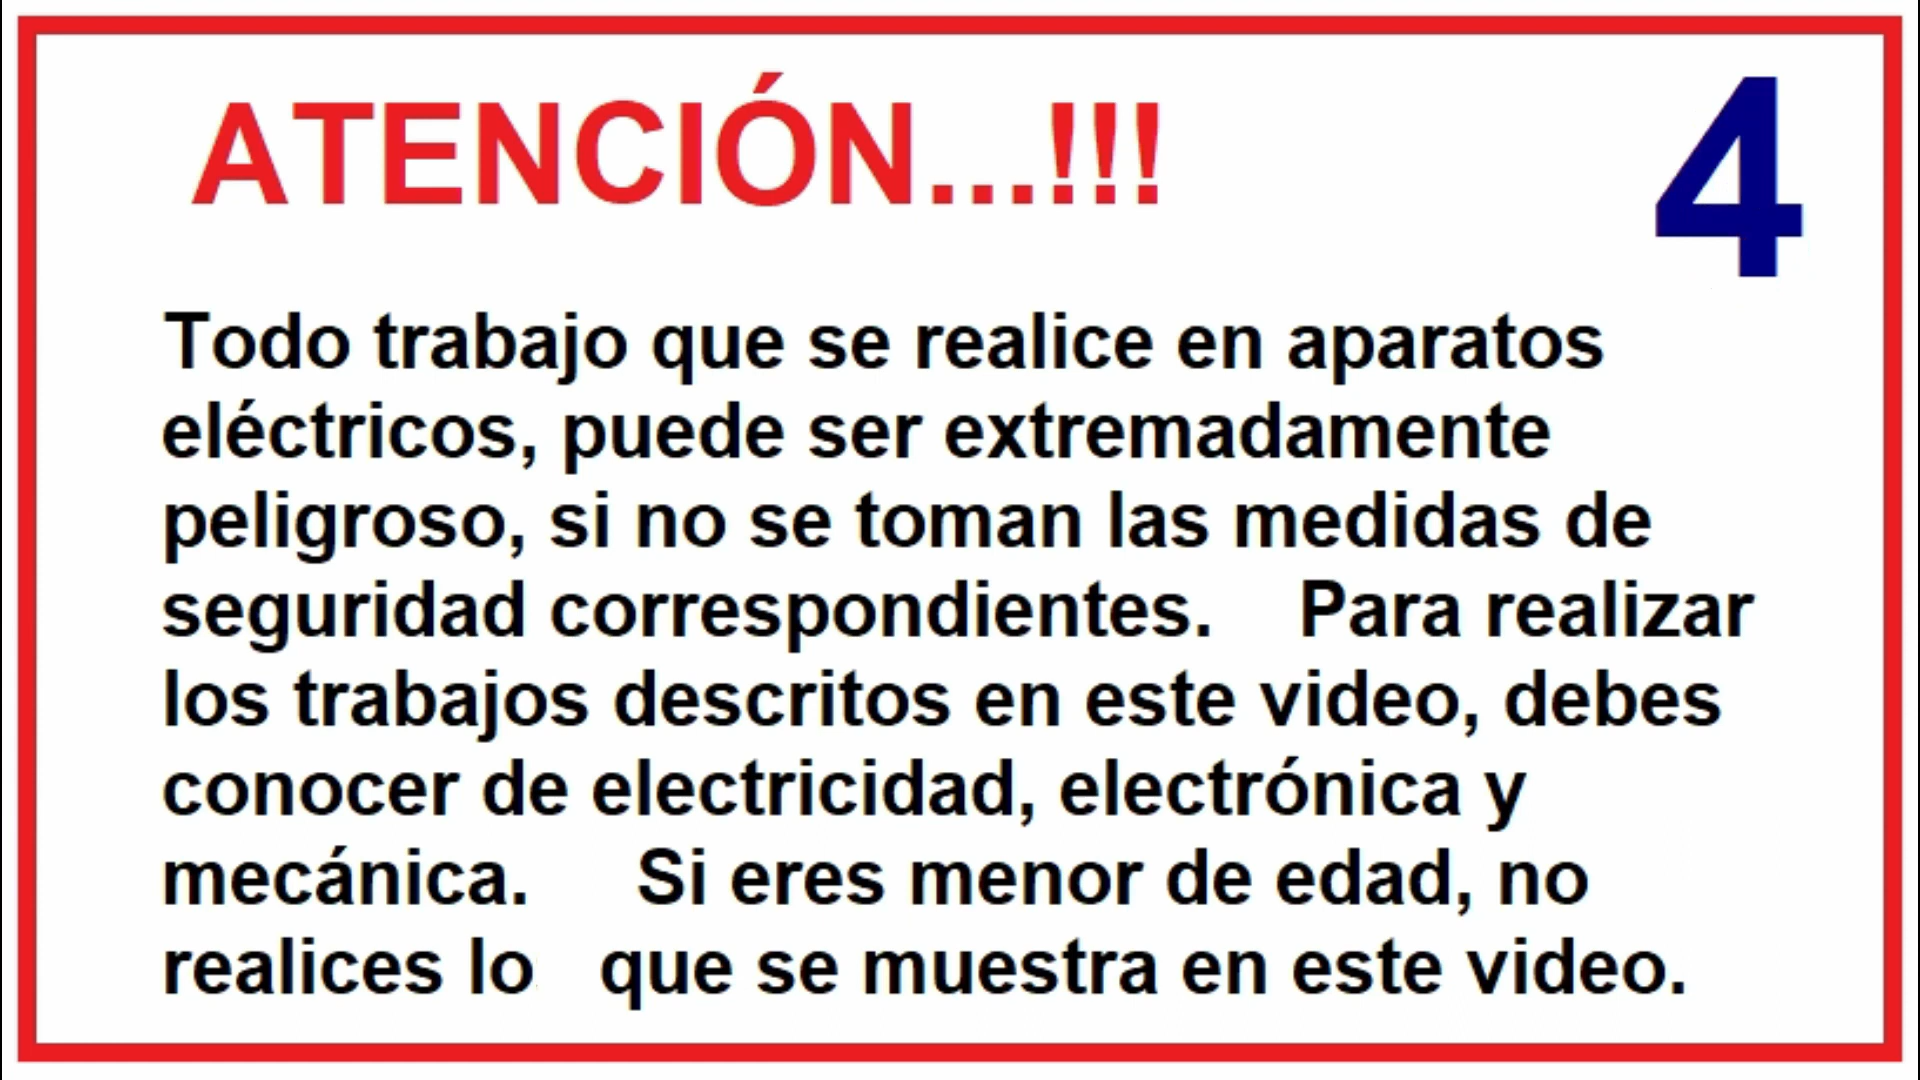 ATENCIÓN...!!!
4
Todo trabajo que se realice en aparatos
eléctricos, puede ser extremadamente
peligroso, si no se toman las medidas de
seguridad correspondientes. Para realizar
los trabajos descritos en este video, debes
conocer de electricidad, electrónica y
mecánica. Si eres menor de edad, no
realices lo que se muestra en este video.